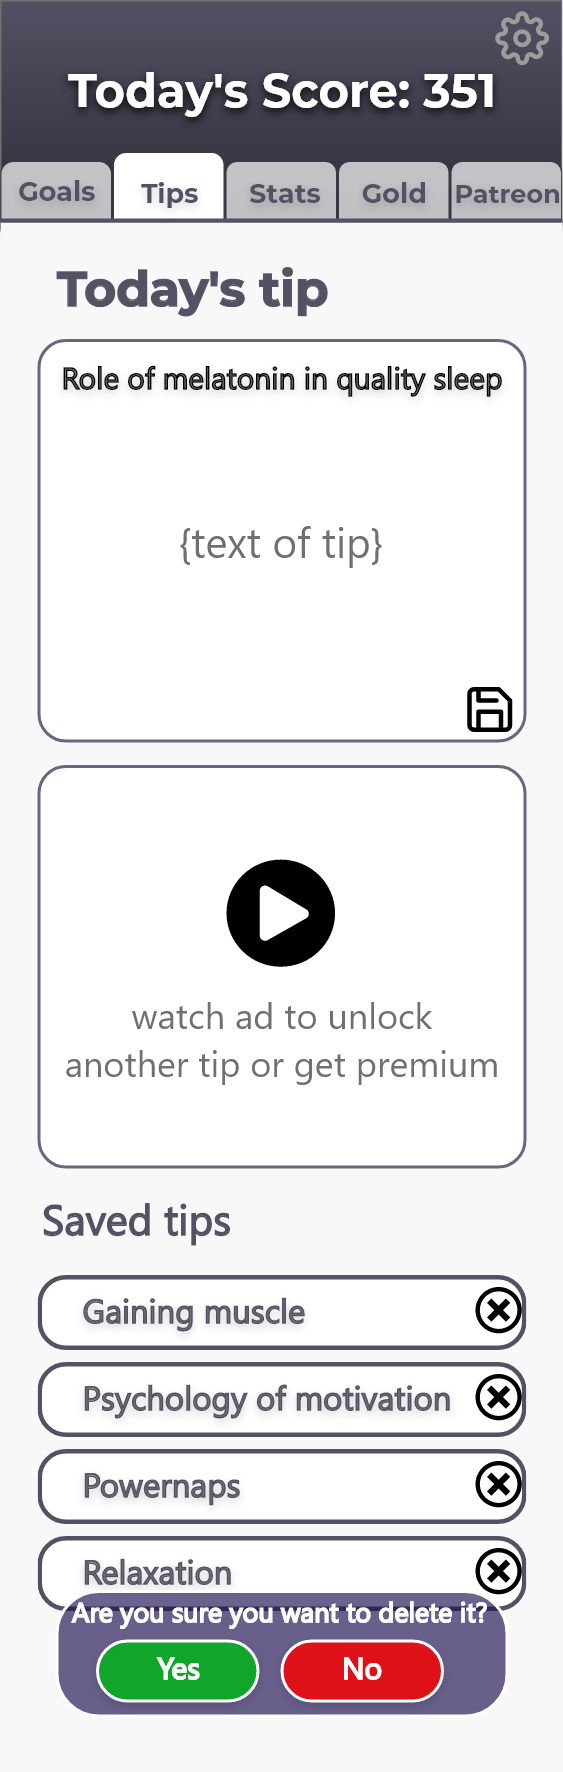 Today's Score: 351
Goals Tips Stats Gold Patreon
Today's tip
Role of melatonin in quality sleep
{text of tip}
watch ad to unlock
another tip or get premium
Saved tips
Gaining muscle
Psychology of motivation
Powernaps
Relaxation
Are you sure you want to delete it?
Yes No